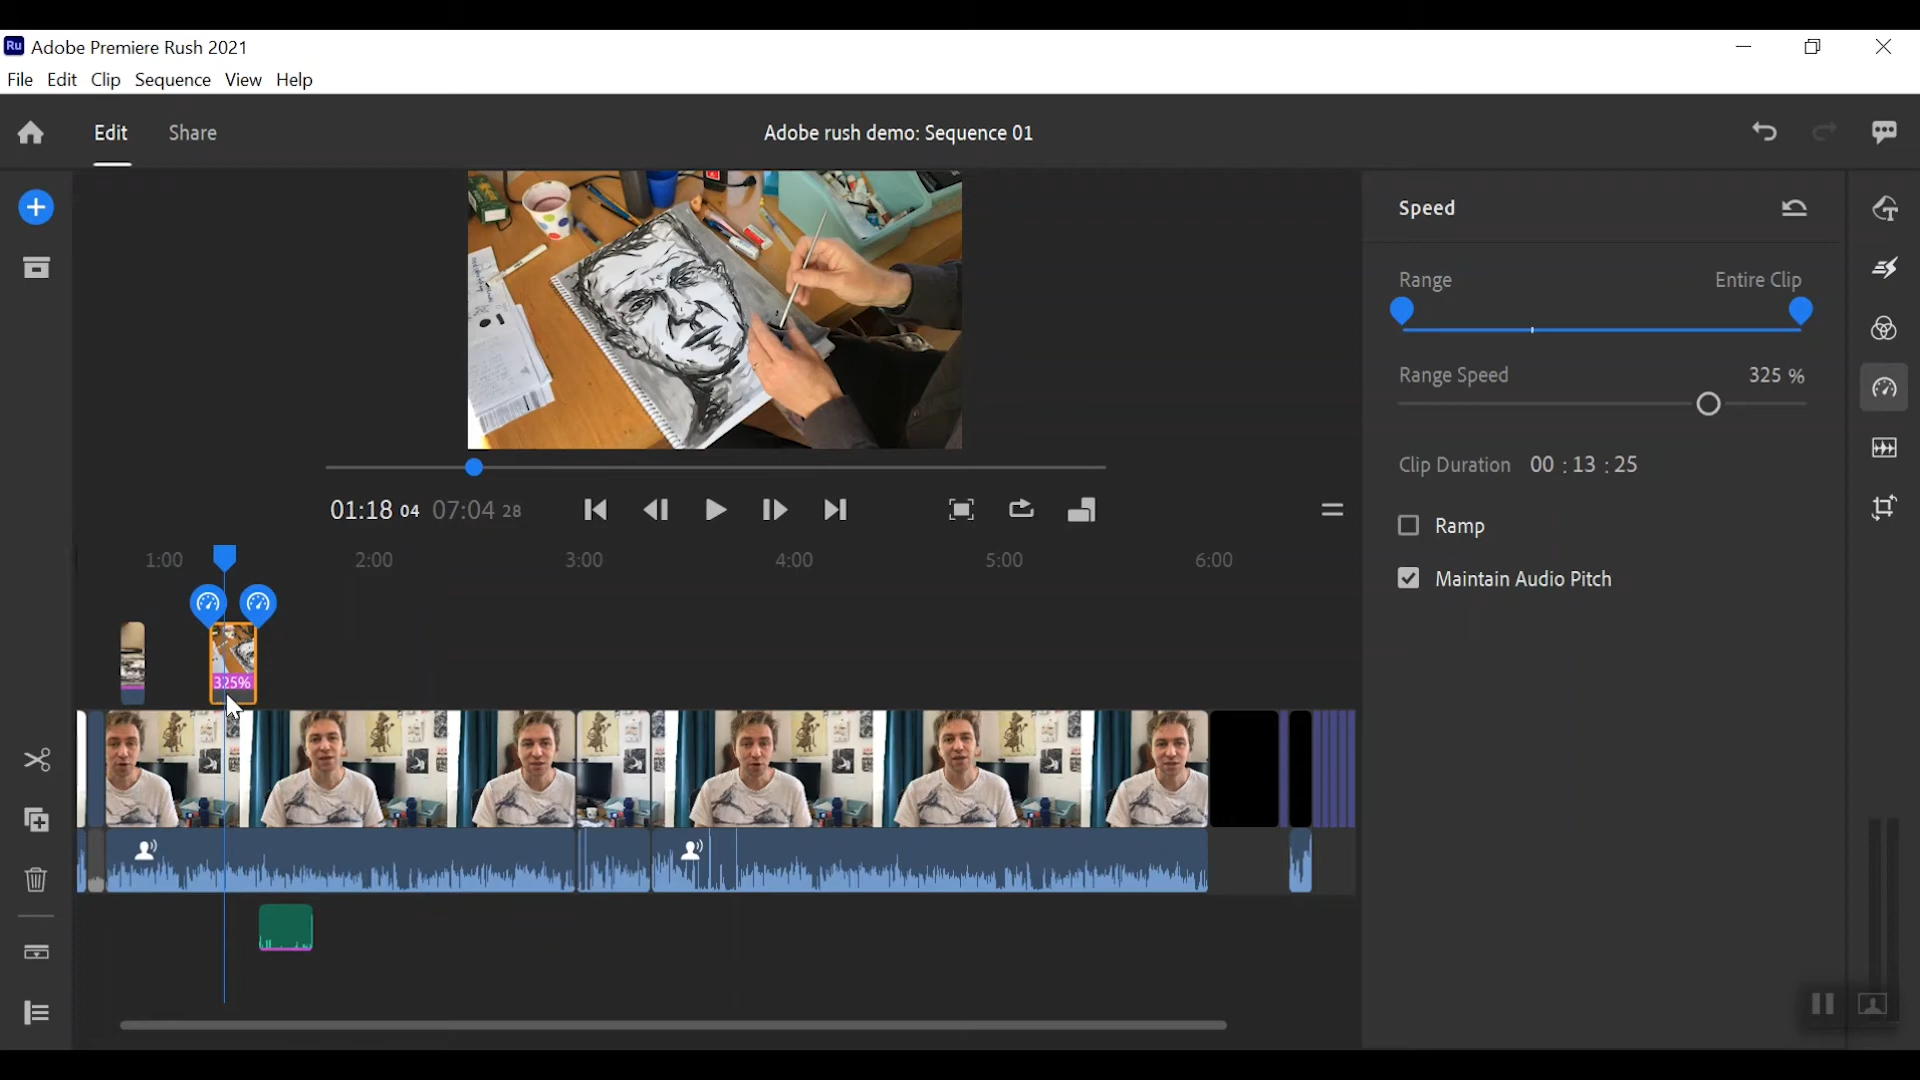 Ru Adobe Premiere Rush 2021
File Edit Clip Sequence View Help
Edit Share Adobe rush demo: Sequence 01
Speed
Range Entire Clip
Range Speed 325 %
Clip Duration 00 : 13 : 25
Ramp
Maintain Audio Pitch
01:18 04 07:04 28
1:00 2:00 3:00 4:00 5:00 6:00
325%